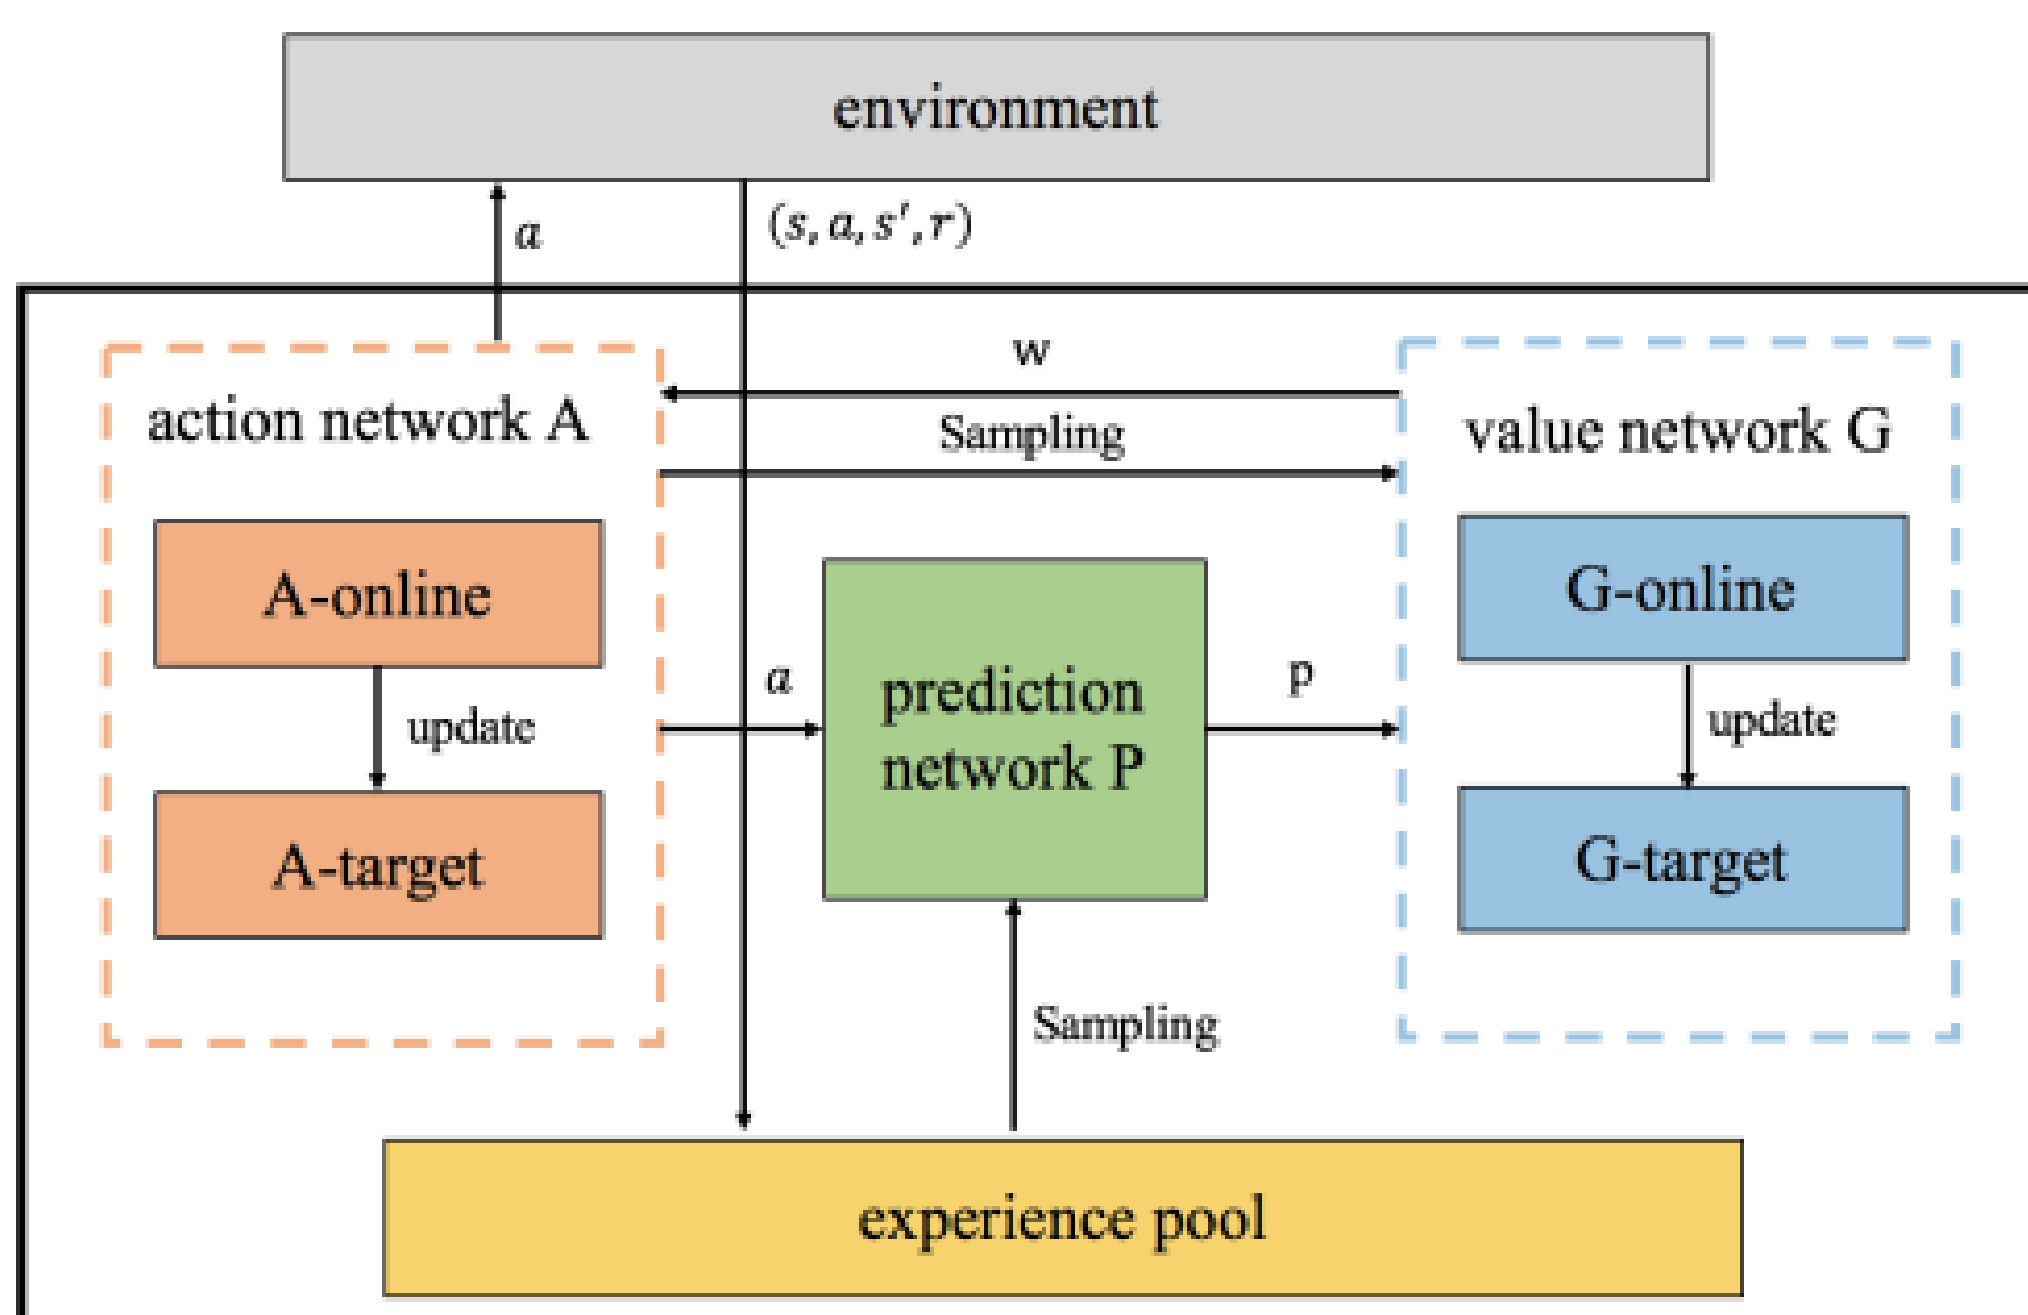 environment
a
(s, a, s', r)
w
action network A
Sampling
value network G
A-online
G-online
a
prediction
network P
p
update
update
A-target
G-target
Sampling
experience pool